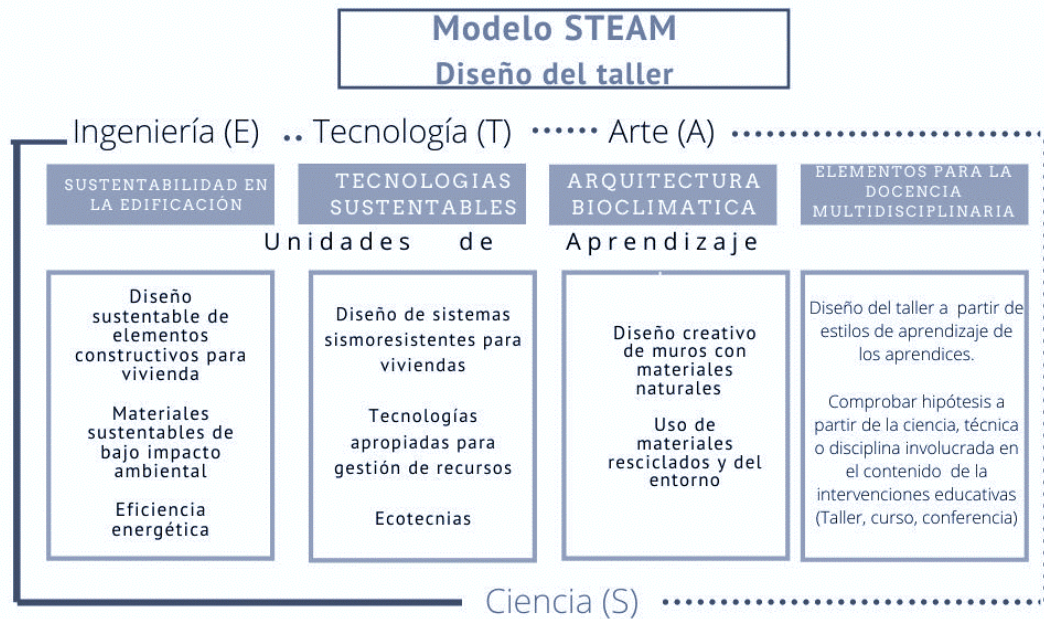 Modelo STEAM
Diseño del taller
Ingeniería (E)
Tecnología (T)
Arte (A)
SUSTENTABILIDAD EN
LA EDIFICACIÓN
TECNOLOGIAS
SUSTENTABLES
ARQUITECTURA
BIOCLIMATICA
ELEMENTOS PARA LA
DOCENCIA
MULTIDISCIPLINARIA
Unidades de Aprendizaje
Diseño
sustentable de
elementos
constructivos para
vivienda
Materiales
sustentables de
bajo impacto
ambiental
Eficiencia
energética
Diseño de sistemas
sismoresistentes para
viviendas
Tecnologías
apropiadas para
gestión de recursos
Ecotecnias
Diseño creativo
de muros con
materiales
naturales
Uso de
materiales
resciclados y del
entorno
Diseño del taller a partir de
estilos de aprendizaje de
los aprendices.
Comprobar hipótesis a
partir de la ciencia, técnica
o disciplina involucrada en
el contenido de la
intervenciones educativas
(Taller, curso, conferencia)
Ciencia (S)